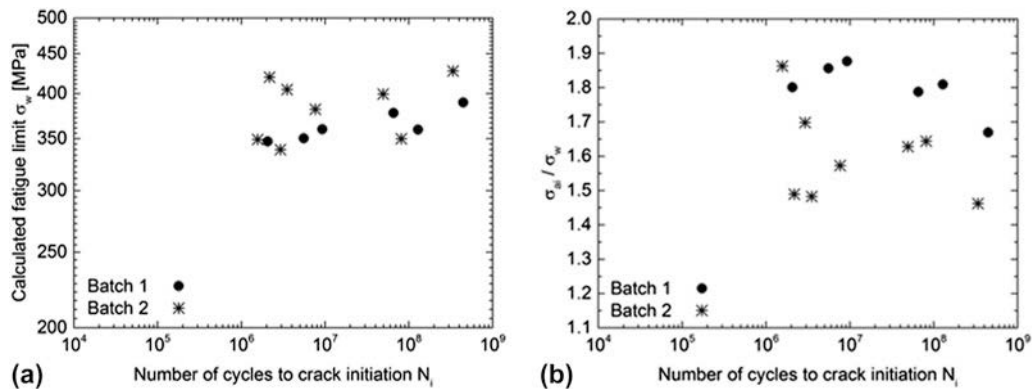 500
450
400
350
300
250
200
Calculated fatigue limit σw [MPa]
Batch 1
Batch 2
10^4 10^5 10^6 10^7 10^8 10^9
Number of cycles to crack initiation Ni
(a)
2.0
1.9
1.8
1.7
1.6
1.5
1.4
1.3
1.2
1.1
σai / σw
Batch 1
Batch 2
10^4 10^5 10^6 10^7 10^8 10^9
Number of cycles to crack initiation Ni
(b)